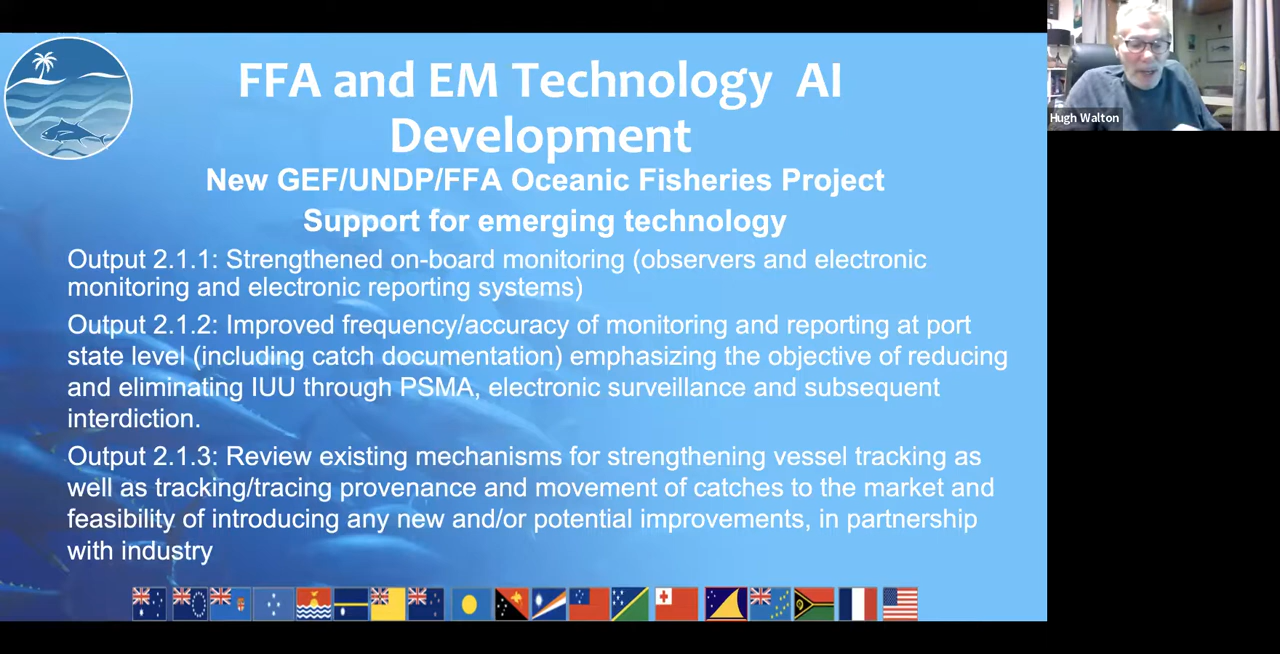 FFA and EM Technology AI
Development
New GEF/UNDP/FFA Oceanic Fisheries Project
Support for emerging technology
Output 2.1.1: Strengthened on-board monitoring (observers and electronic
monitoring and electronic reporting systems)
Output 2.1.2: Improved frequency/accuracy of monitoring and reporting at port
state level (including catch documentation) emphasizing the objective of reducing
and eliminating IUU through PSMA, electronic surveillance and subsequent
interdiction.
Output 2.1.3: Review existing mechanisms for strengthening vessel tracking as
well as tracking/tracing provenance and movement of catches to the market and
feasibility of introducing any new and/or potential improvements, in partnership
with industry
Hugh Walton